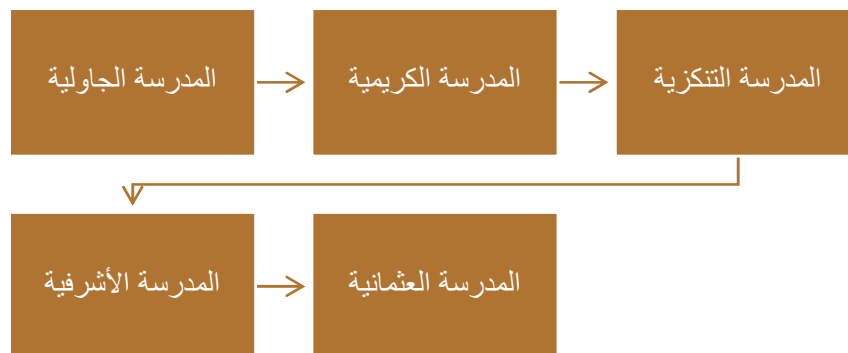 المدرسة الجاولية
المدرسة الكريمية
المدرسة التنكزية
المدرسة الأشرفية
المدرسة العثمانية